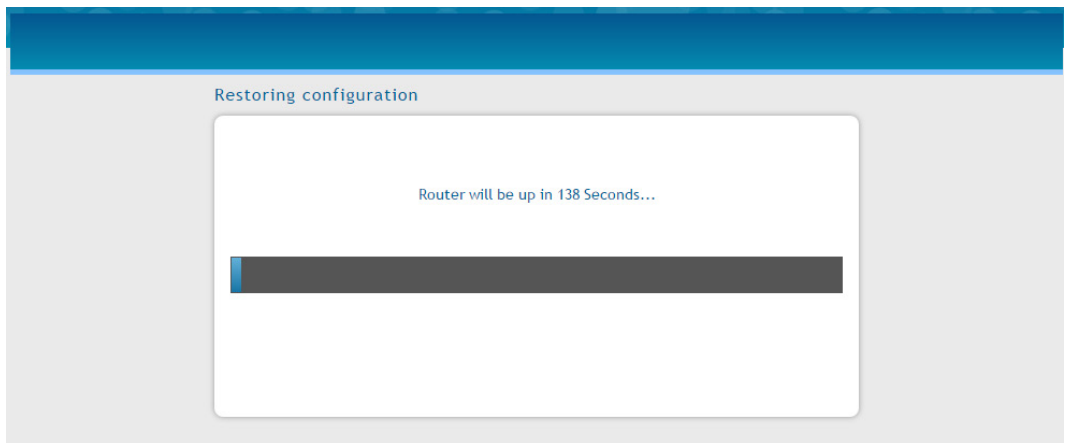 Restoring configuration
Router will be up in 138 Seconds...